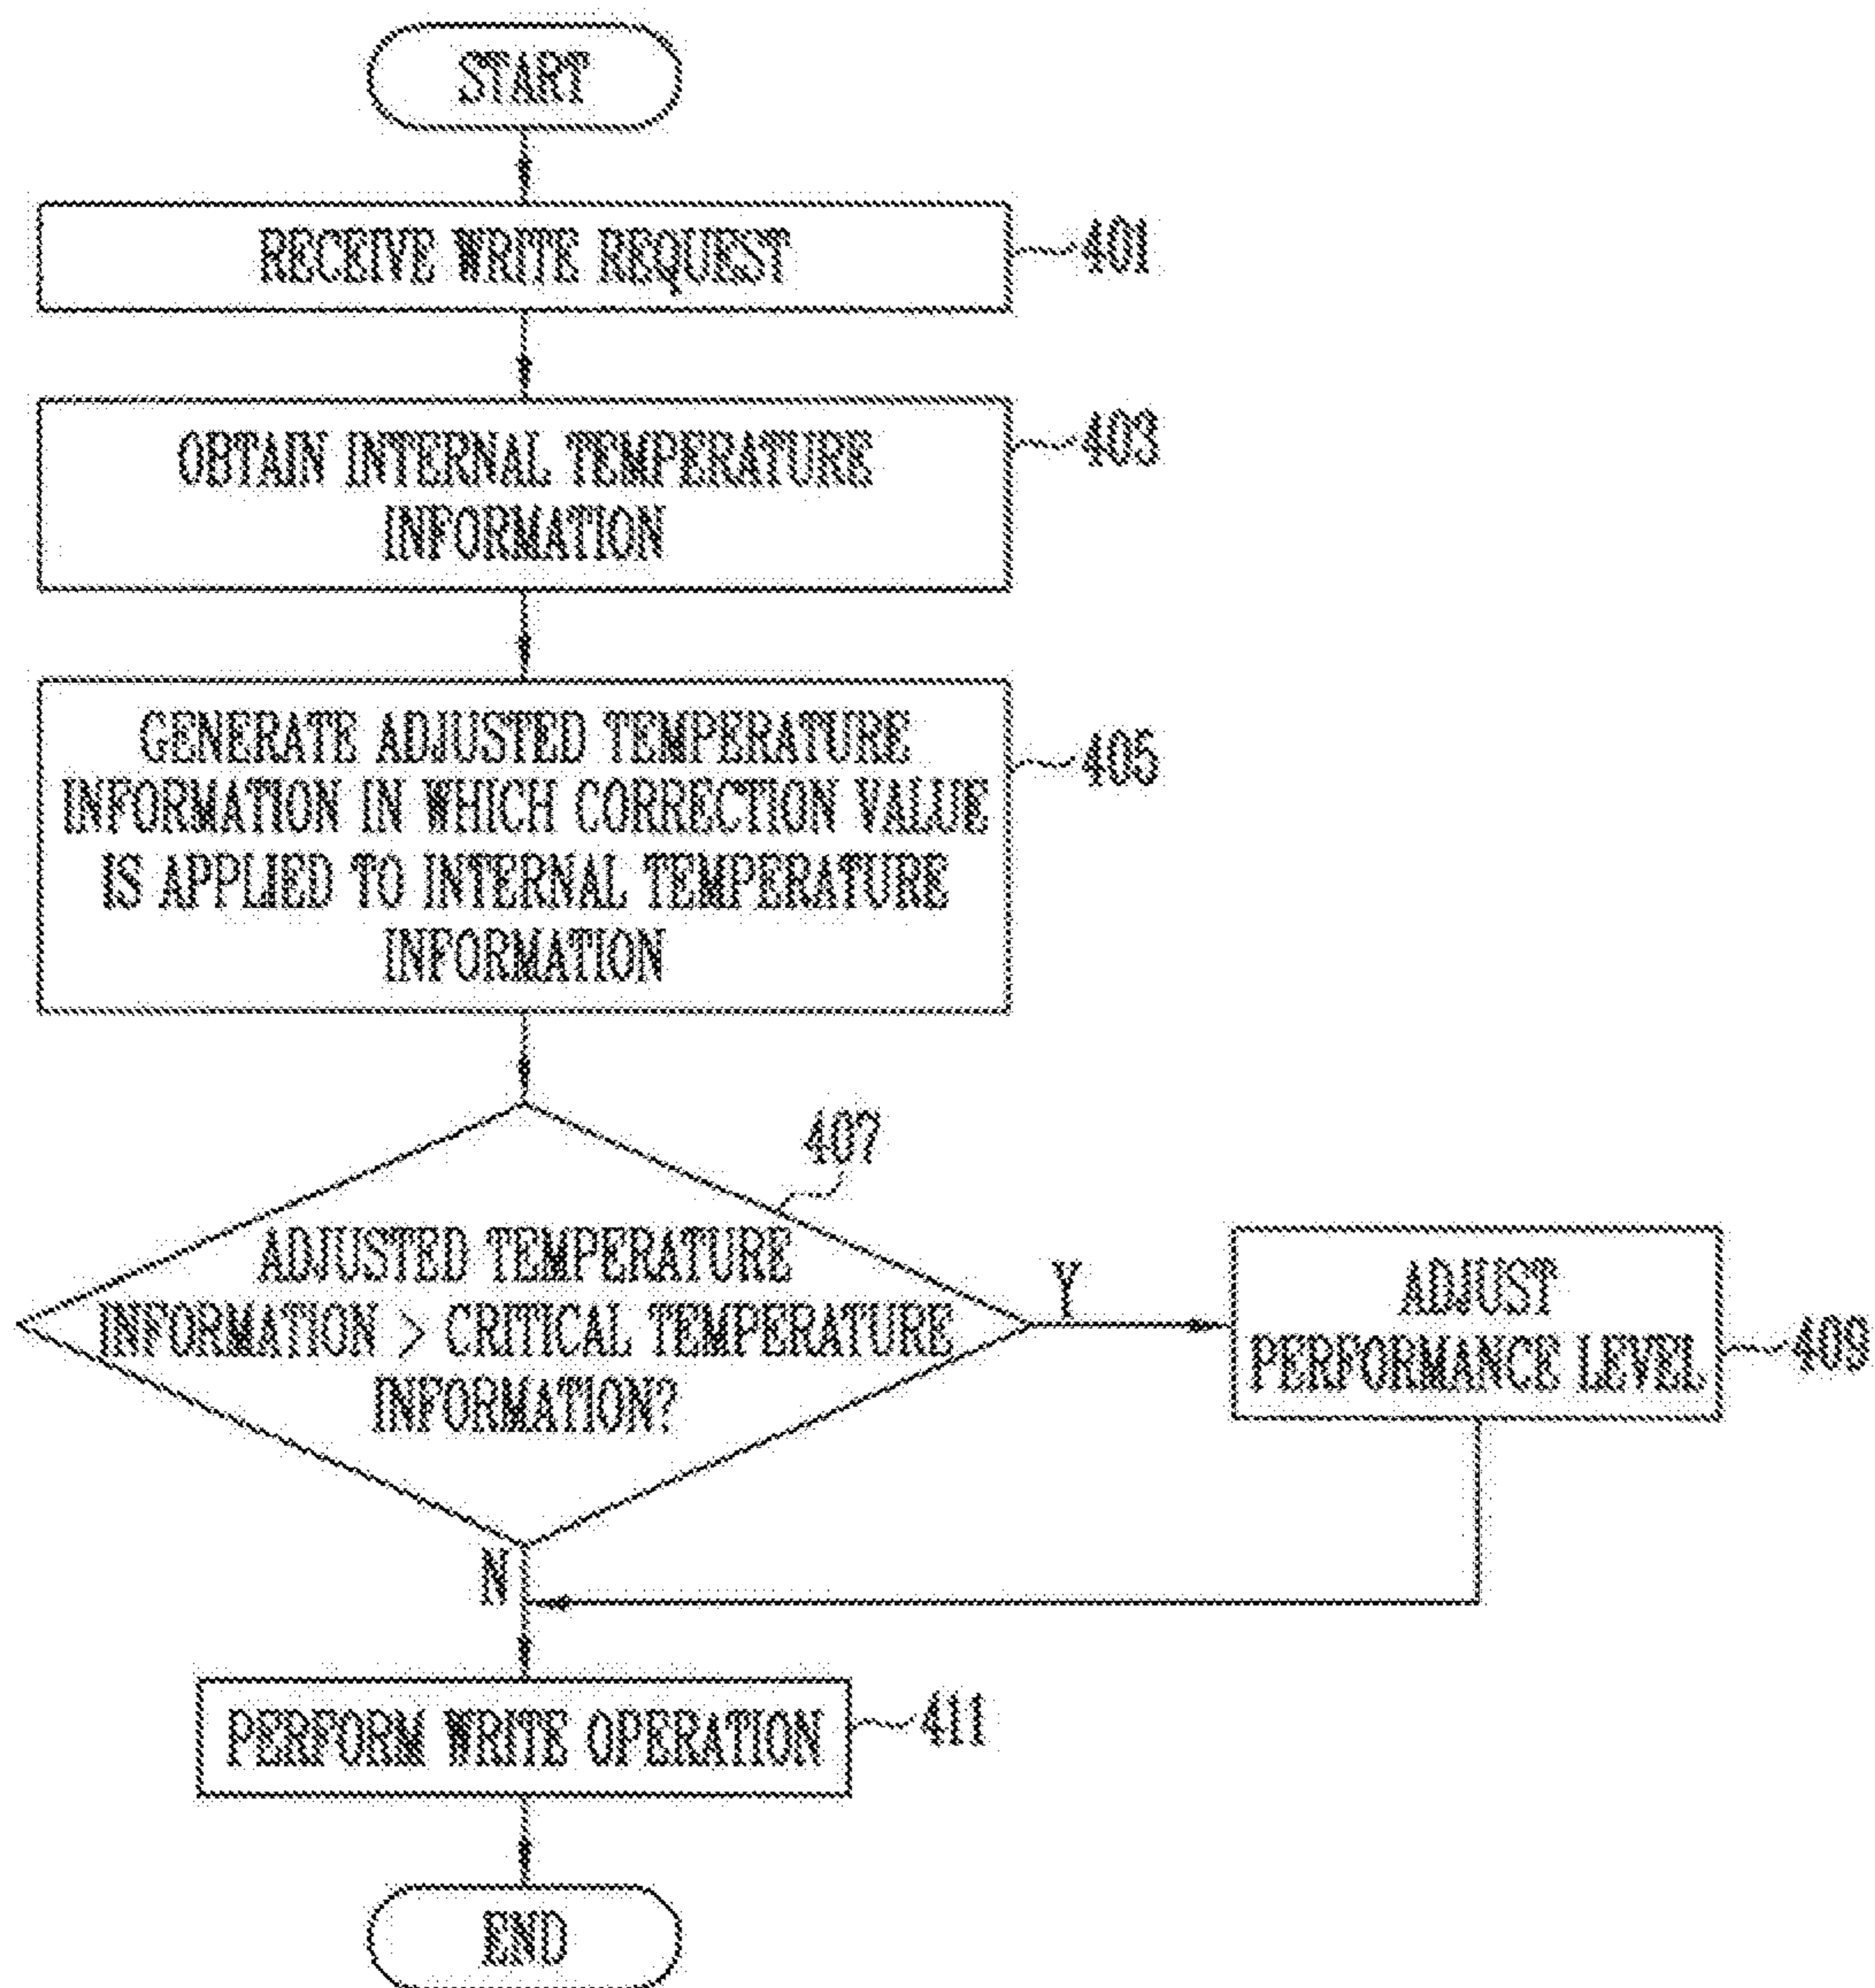 START
RECEIVE WRITE REQUEST
401
OBTAIN INTERNAL TEMPERATURE
INFORMATION
403
GENERATE ADJUSTED TEMPERATURE
INFORMATION IN WHICH CORRECTION VALUE
IS APPLIED TO INTERNAL TEMPERATURE
INFORMATION
405
407
ADJUSTED TEMPERATURE
INFORMATION > CRITICAL TEMPERATURE
INFORMATION?
Y
ADJUST
PERFORMANCE LEVEL
409
N
PERFORM WRITE OPERATION
411
END